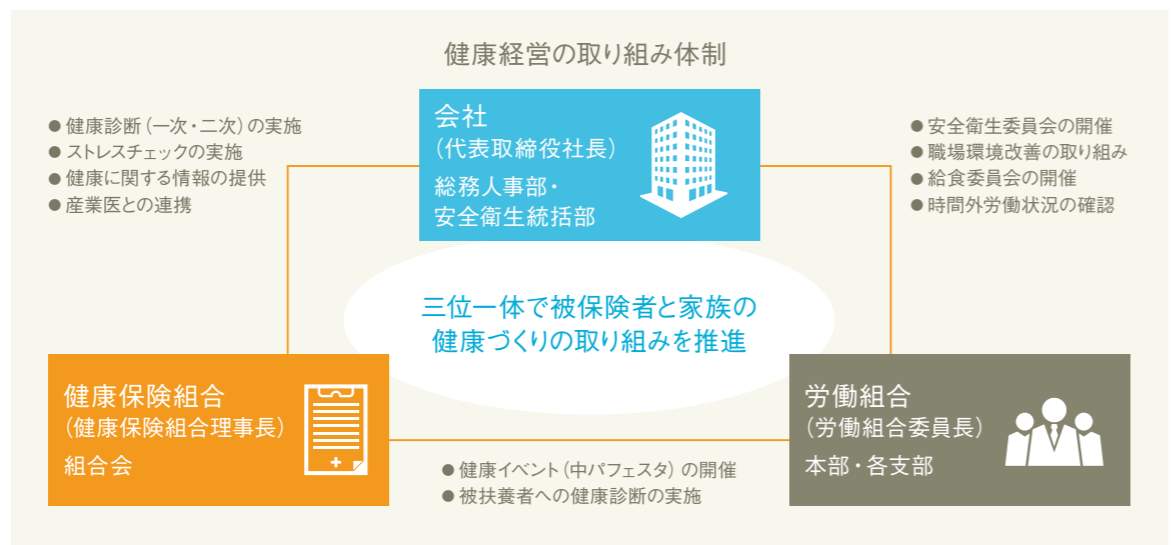 健康経営の取り組み体制
会社
(代表取締役社長)
総務人事部・
安全衛生統括部
● 健康診断(一次・二次)の実施
● ストレスチェックの実施
● 健康に関する情報の提供
● 産業医との連携
● 安全衛生委員会の開催
● 職場環境改善の取り組み
● 給食委員会の開催
● 時間外労働状況の確認
三位一体で被保険者と家族の
健康づくりの取り組みを推進
健康保険組合
(健康保険組合理事長)
組合会
労働組合
(労働組合委員長)
本部・各支部
● 健康イベント(中パフェスタ)の開催
● 被扶養者への健康診断の実施